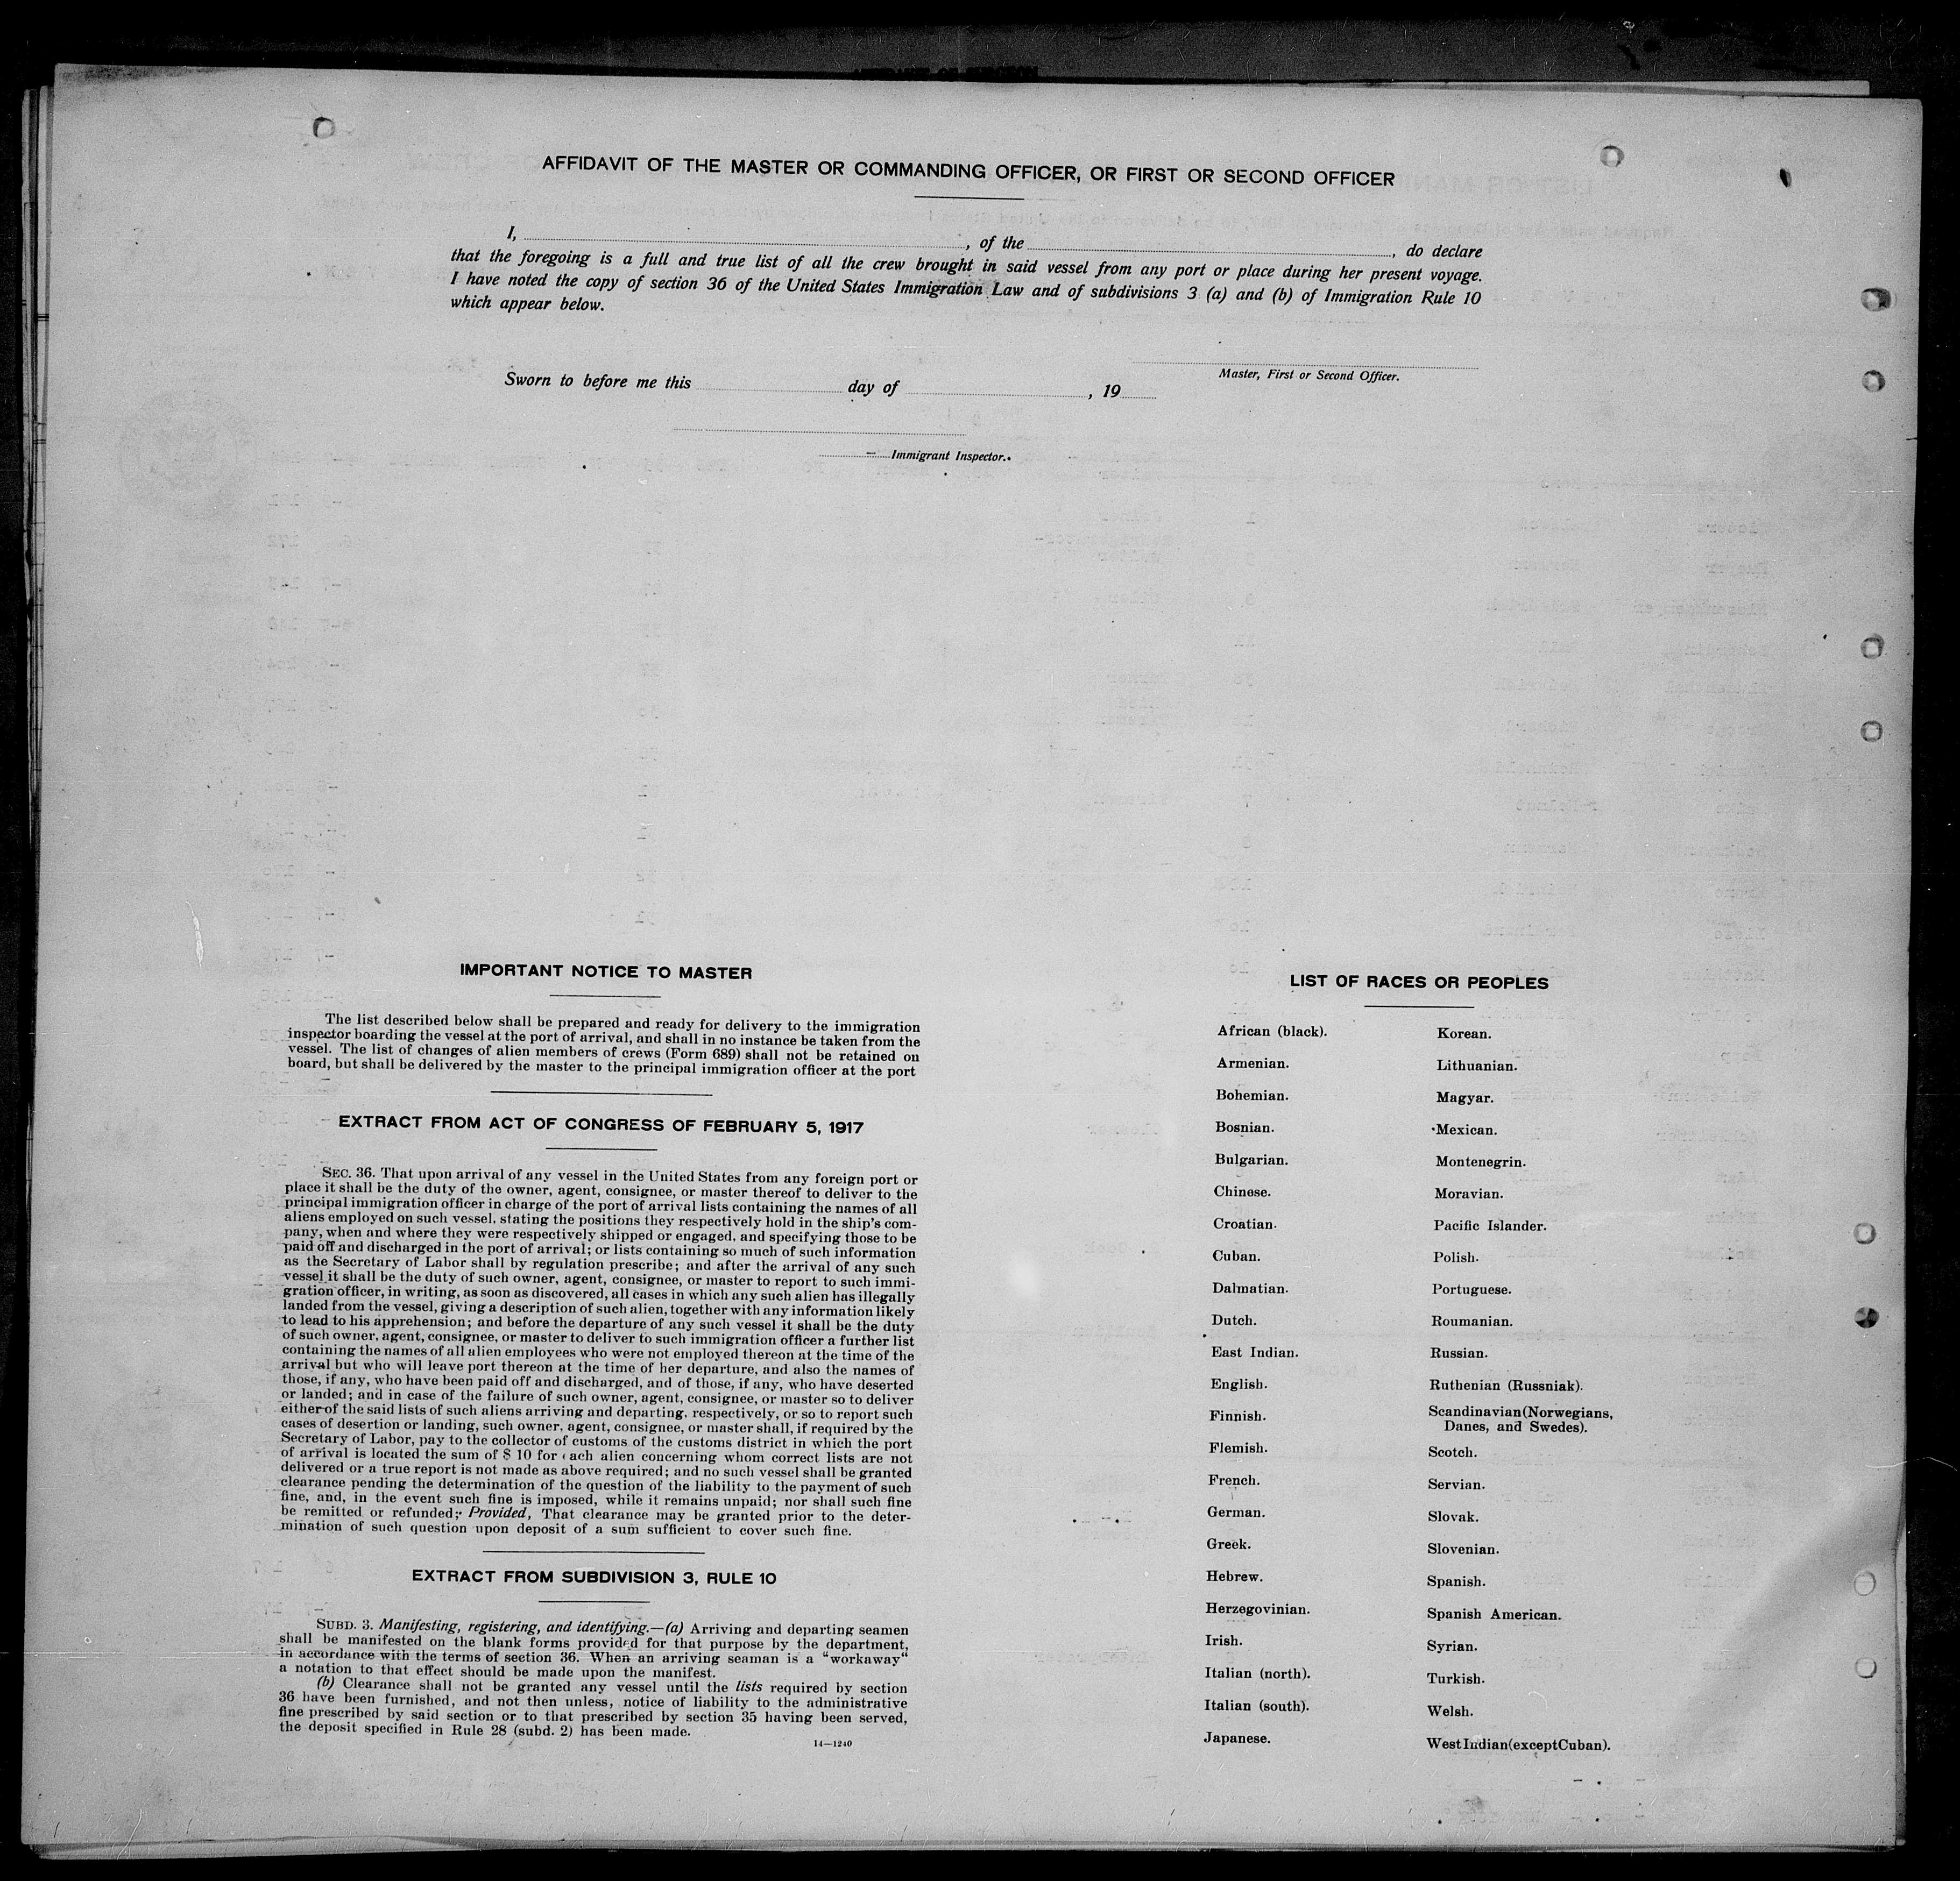 AFFIDAVIT OF THE MASTER OR COMMANDING OFFICER, OR FIRST OR SECOND OFFICER
I, , of the , do declare
that the foregoing is a full and true list of all the crew brought in said vessel from any port or place during her present voyage.
I have noted the copy of section 36 of the United States Immigration Law and of subdivisions 3 (a) and (b) of Immigration Rule 10
which appear below.
Master, First or Second Officer.
Sworn to before me this day of , 19
Immigrant Inspector.
IMPORTANT NOTICE TO MASTER
The list described below shall be prepared and ready for delivery to the immigration
inspector boarding the vessel at the port of arrival, and shall in no instance be taken from the
vessel. The list of changes of alien members of crews (Form 689) shall not be retained on
board, but shall be delivered by the master to the principal immigration officer at the port
EXTRACT FROM ACT OF CONGRESS OF FEBRUARY 5, 1917
SEC. 36. That upon arrival of any vessel in the United States from any foreign port or
place it shall be the duty of the owner, agent, consignee, or master thereof to deliver to the
principal immigration officer in charge of the port of arrival lists containing the names of all
aliens employed on such vessel, stating the positions they respectively hold in the ship's com-
pany, when and where they were respectively shipped or engaged, and specifying those to be
paid off and discharged in the port of arrival; or lists containing so much of such information
as the Secretary of Labor shall by regulation prescribe; and after the arrival of any such
vessel it shall be the duty of such owner, agent, consignee, or master to report to such immi-
gration officer, in writing, as soon as discovered, all cases in which any such alien has illegally
landed from the vessel, giving a description of such alien, together with any information likely
to lead to his apprehension; and before the departure of any such vessel it shall be the duty
of such owner, agent, consignee, or master to deliver to such immigration officer a further list
containing the names of all alien employees who were not employed thereon at the time of the
arrival but who will leave port thereon at the time of her departure, and also the names of
those, if any, who have been paid off and discharged, and of those, if any, who have deserted
or landed; and in case of the failure of such owner, agent, consignee, or master so to deliver
either of the said lists of such aliens arriving and departing, respectively, or so to report such
cases of desertion or landing, such owner, agent, consignee, or master shall, if required by the
Secretary of Labor, pay to the collector of customs of the customs district in which the port
of arrival is located the sum of $ 10 for each alien concerning whom correct lists are not
delivered or a true report is not made as above required; and no such vessel shall be granted
clearance pending the determination of the question of the liability to the payment of such
fine, and, in the event such fine is imposed, while it remains unpaid; nor shall such fine
be remitted or refunded: Provided, That clearance may be granted prior to the deter-
mination of such question upon deposit of a sum sufficient to cover such fine.
EXTRACT FROM SUBDIVISION 3, RULE 10
SUBD. 3. Manifesting, registering, and identifying.—(a) Arriving and departing seamen
shall be manifested on the blank forms provided for that purpose by the department,
in accordance with the terms of section 36. When an arriving seaman is a "workaway"
a notation to that effect should be made upon the manifest.
(b) Clearance shall not be granted any vessel until the lists required by section
36 have been furnished, and not then unless, notice of liability to the administrative
fine prescribed by said section or to that prescribed by section 35 having been served,
the deposit specified in Rule 28 (subd. 2) has been made.
14—1240
LIST OF RACES OR PEOPLES
African (black).
Armenian.
Bohemian.
Bosnian.
Bulgarian.
Chinese.
Croatian.
Cuban.
Dalmatian.
Dutch.
East Indian.
English.
Finnish.
Flemish.
French.
German.
Greek.
Hebrew.
Herzegovinian.
Irish.
Italian (north).
Italian (south).
Japanese.
Korean.
Lithuanian.
Magyar.
Mexican.
Montenegrin.
Moravian.
Pacific Islander.
Polish.
Portuguese.
Roumanian.
Russian.
Ruthenian (Russniak).
Scandinavian (Norwegians,
Danes, and Swedes).
Scotch.
Servian.
Slovak.
Slovenian.
Spanish.
Spanish American.
Syrian.
Turkish.
Welsh.
West Indian (except Cuban).